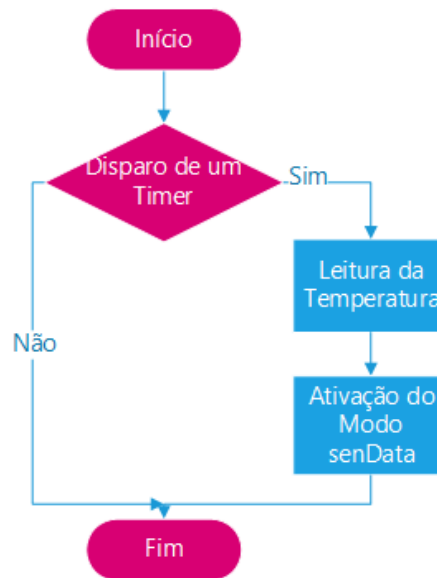 Início
Disparo de um
Timer
Sim
Leitura da
Temperatura
Não
Ativação do
Modo
senData
Fim